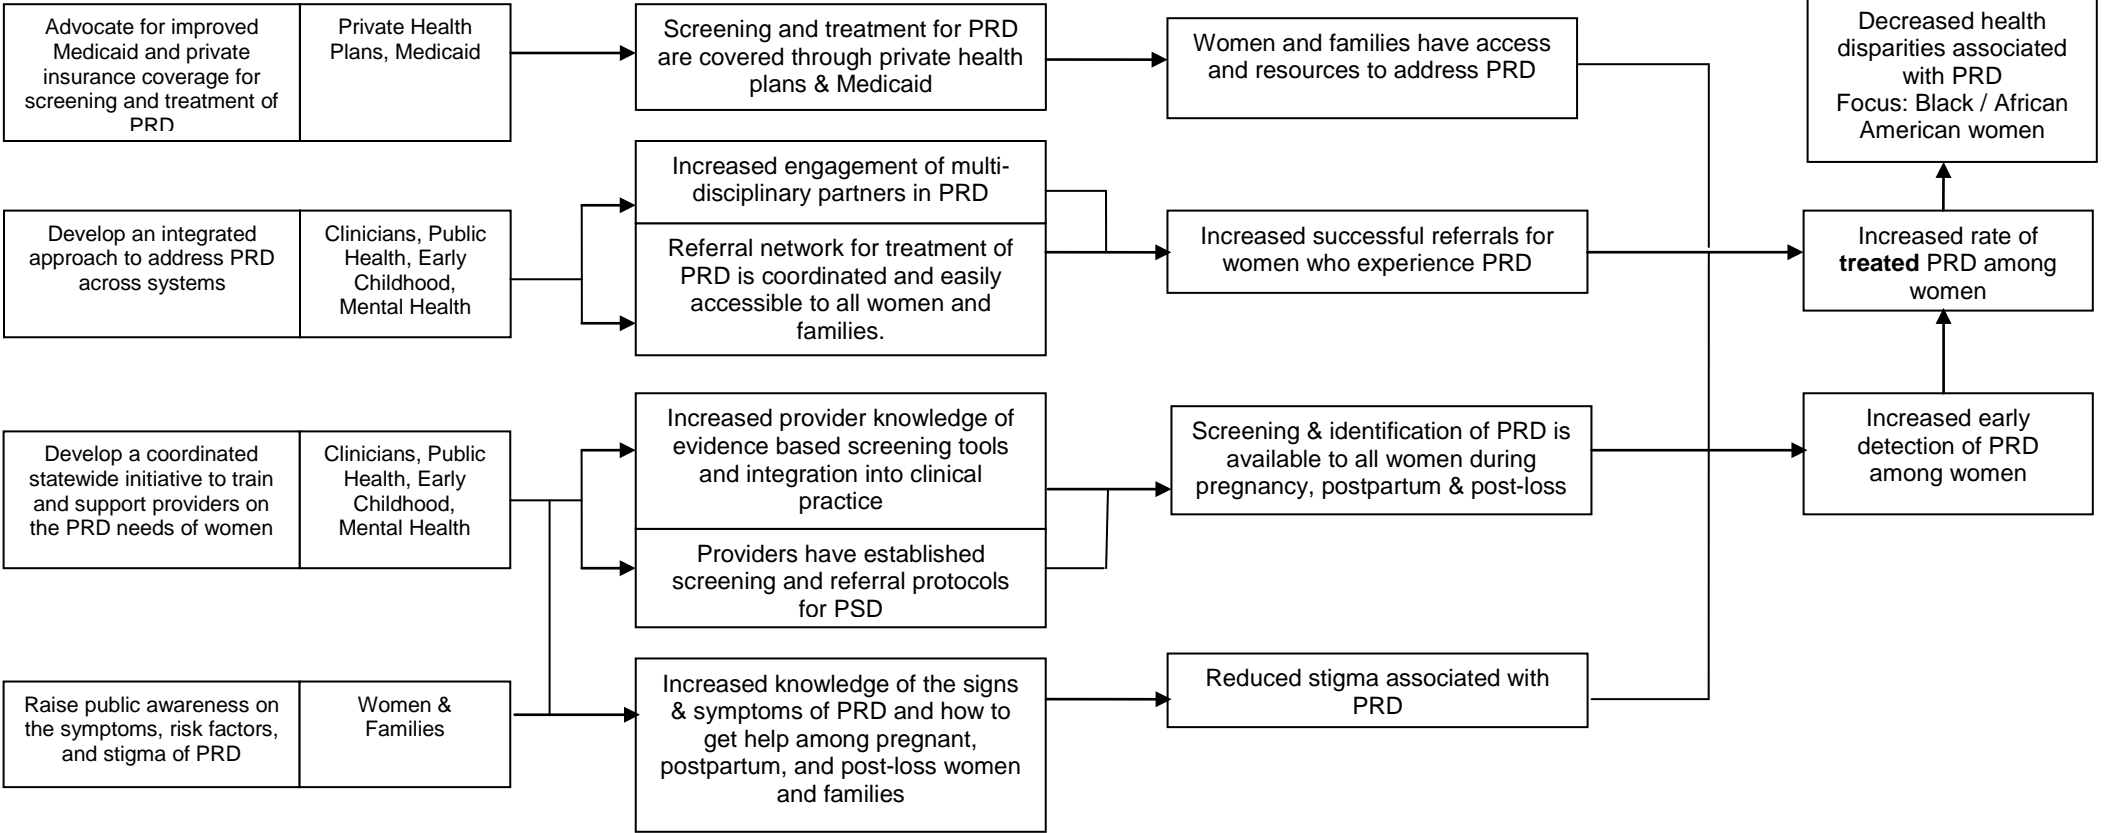 Advocate for improved
Medicaid and private
insurance coverage for
screening and treatment of
PRD
Private Health
Plans, Medicaid
Screening and treatment for PRD
are covered through private health
plans & Medicaid
Women and families have access
and resources to address PRD
Decreased health
disparities associated
with PRD
Focus: Black / African
American women
Develop an integrated
approach to address PRD
across systems
Clinicians, Public
Health, Early
Childhood,
Mental Health
Increased engagement of multi-
disciplinary partners in PRD
Referral network for treatment of
PRD is coordinated and easily
accessible to all women and
families.
Increased successful referrals for
women who experience PRD
Increased rate of
treated PRD among
women
Develop a coordinated
statewide initiative to train
and support providers on
the PRD needs of women
Clinicians, Public
Health, Early
Childhood,
Mental Health
Increased provider knowledge of
evidence based screening tools
and integration into clinical
practice
Providers have established
screening and referral protocols
for PSD
Screening & identification of PRD is
available to all women during
pregnancy, postpartum & post-loss
Increased early
detection of PRD
among women
Raise public awareness on
the symptoms, risk factors,
and stigma of PRD
Women &
Families
Increased knowledge of the signs
& symptoms of PRD and how to
get help among pregnant,
postpartum, and post-loss women
and families
Reduced stigma associated with
PRD